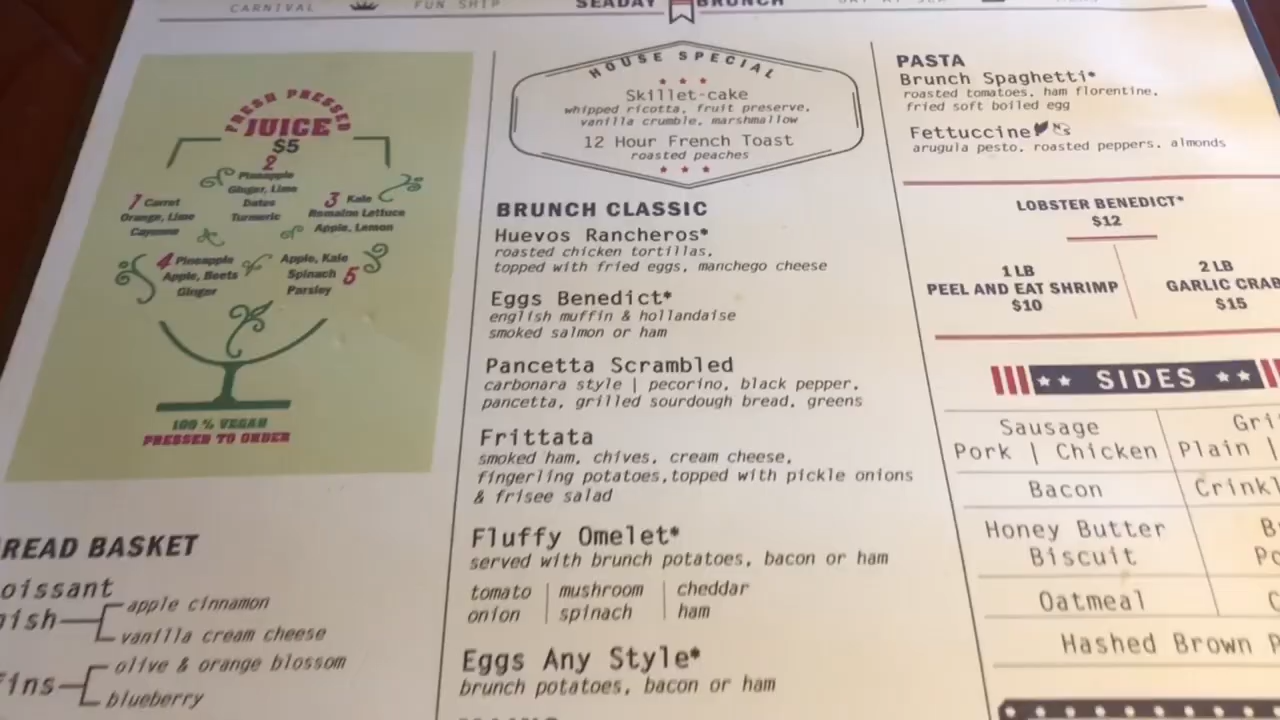 CARNIVAL FUN SHIP SEADAY BRUNCH
FRESH PRESSED
JUICE
$5
1 Carrot
Orange, Lime
Cayenne
2
Pineapple
Ginger, Lime
Dates
Turmeric
3 Kale
Romaine Lettuce
Apple, Lemon
4 Pineapple
Apple, Beets
Ginger
Apple, Kale
Spinach 5
Parsley
100 % VEGAN
PRESSED TO ORDER
READ BASKET
oissant
nish
apple cinnamon
vanilla cream cheese
fins
olive & orange blossom
blueberry
HOUSE SPECIAL
Skillet-cake
whipped ricotta, fruit preserve,
vanilla crumble, marshmallow
12 Hour French Toast
roasted peaches
BRUNCH CLASSIC
Huevos Rancheros*
roasted chicken tortillas,
topped with fried eggs, manchego cheese
Eggs Benedict*
english muffin & hollandaise
smoked salmon or ham
Pancetta Scrambled
carbonara style | pecorino, black pepper,
pancetta, grilled sourdough bread, greens
Frittata
smoked ham, chives, cream cheese,
fingerling potatoes, topped with pickle onions
& frisee salad
Fluffy Omelet*
served with brunch potatoes, bacon or ham
tomato | mushroom | cheddar
onion | spinach | ham
Eggs Any Style*
brunch potatoes, bacon or ham
PASTA
Brunch Spaghetti*
roasted tomatoes, ham florentine,
fried soft boiled egg
Fettuccine
arugula pesto, roasted peppers, almonds
LOBSTER BENEDICT*
$12
1 LB
PEEL AND EAT SHRIMP
$10
2 LB
GARLIC CRAB
$15
SIDES
Sausage
Pork | Chicken
Gri
Plain |
Bacon
Crinkl
Honey Butter
Biscuit
B
Po
Oatmeal
Hashed Brown P